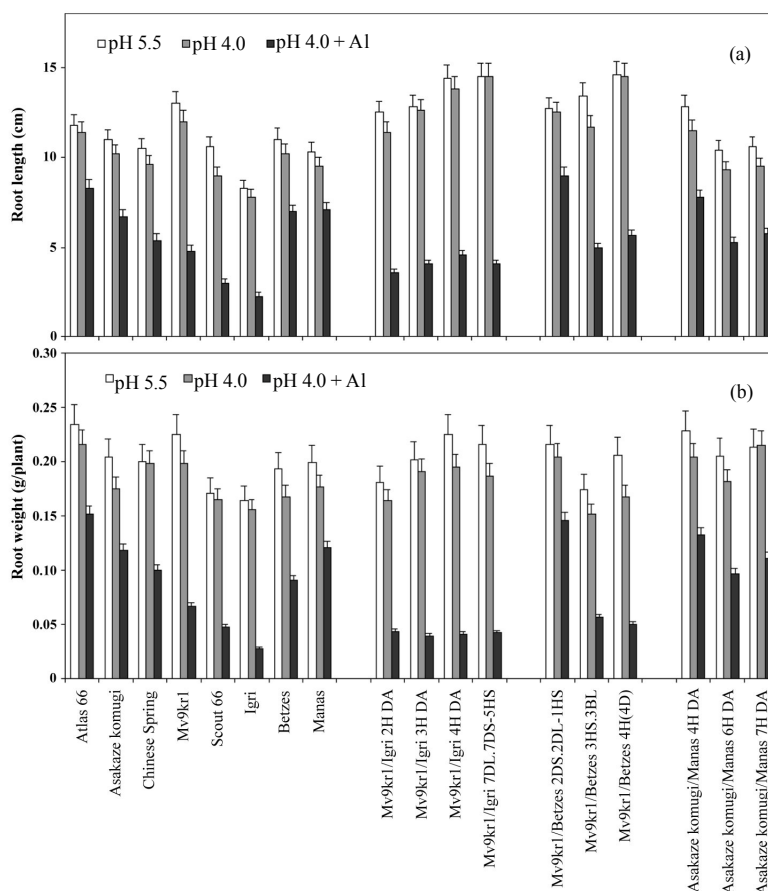 pH 5.5 pH 4.0 pH 4.0 + Al
(a)
Root length (cm)
15
10
5
0
pH 5.5 pH 4.0 pH 4.0 + Al
(b)
Root weight (g/plant)
0.30
0.25
0.20
0.15
0.10
0.05
0.00
Atlas 66
Asakaze komugi
Chinese Spring
Mv9kr1
Scout 66
Igri
Betzes
Manas
Mv9kr1/Igri 2H DA
Mv9kr1/Igri 3H DA
Mv9kr1/Igri 4H DA
Mv9kr1/Igri 7DL.7DS-5HS
Mv9kr1/Betzes 2DS.2DL-1HS
Mv9kr1/Betzes 3HS.3BL
Mv9kr1/Betzes 4H(4D)
Asakaze komugi/Manas 4H DA
Asakaze komugi/Manas 6H DA
Asakaze komugi/Manas 7H DA